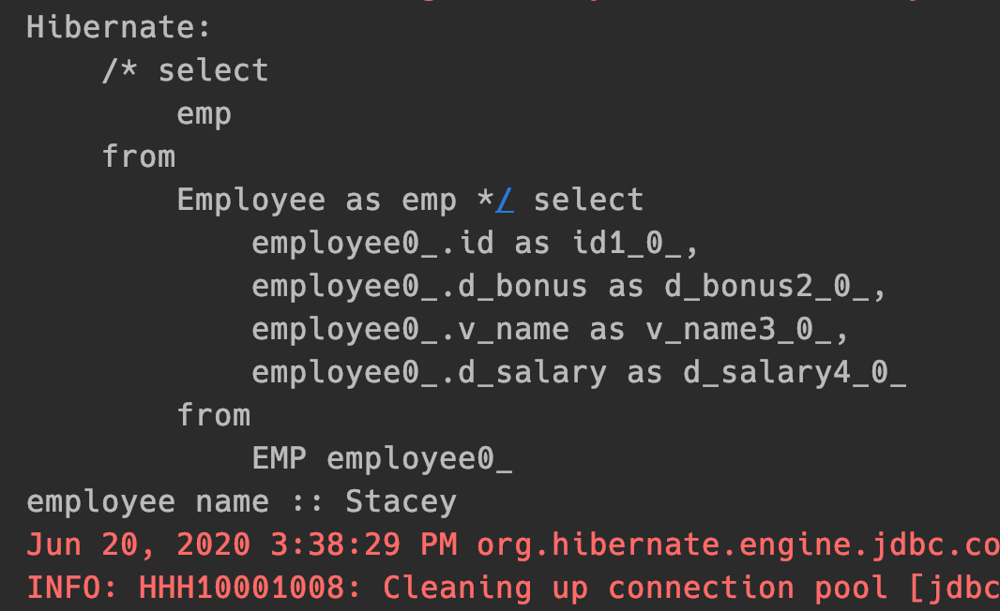 Hibernate:
    /* select
        emp
    from
        Employee as emp */ select
            employee0_.id as id1_0_,
            employee0_.d_bonus as d_bonus2_0_,
            employee0_.v_name as v_name3_0_,
            employee0_.d_salary as d_salary4_0_
        from
            EMP employee0_
employee name :: Stacey
Jun 20, 2020 3:38:29 PM org.hibernate.engine.jdbc.co
INFO: HHH10001008: Cleaning up connection pool [jdbc